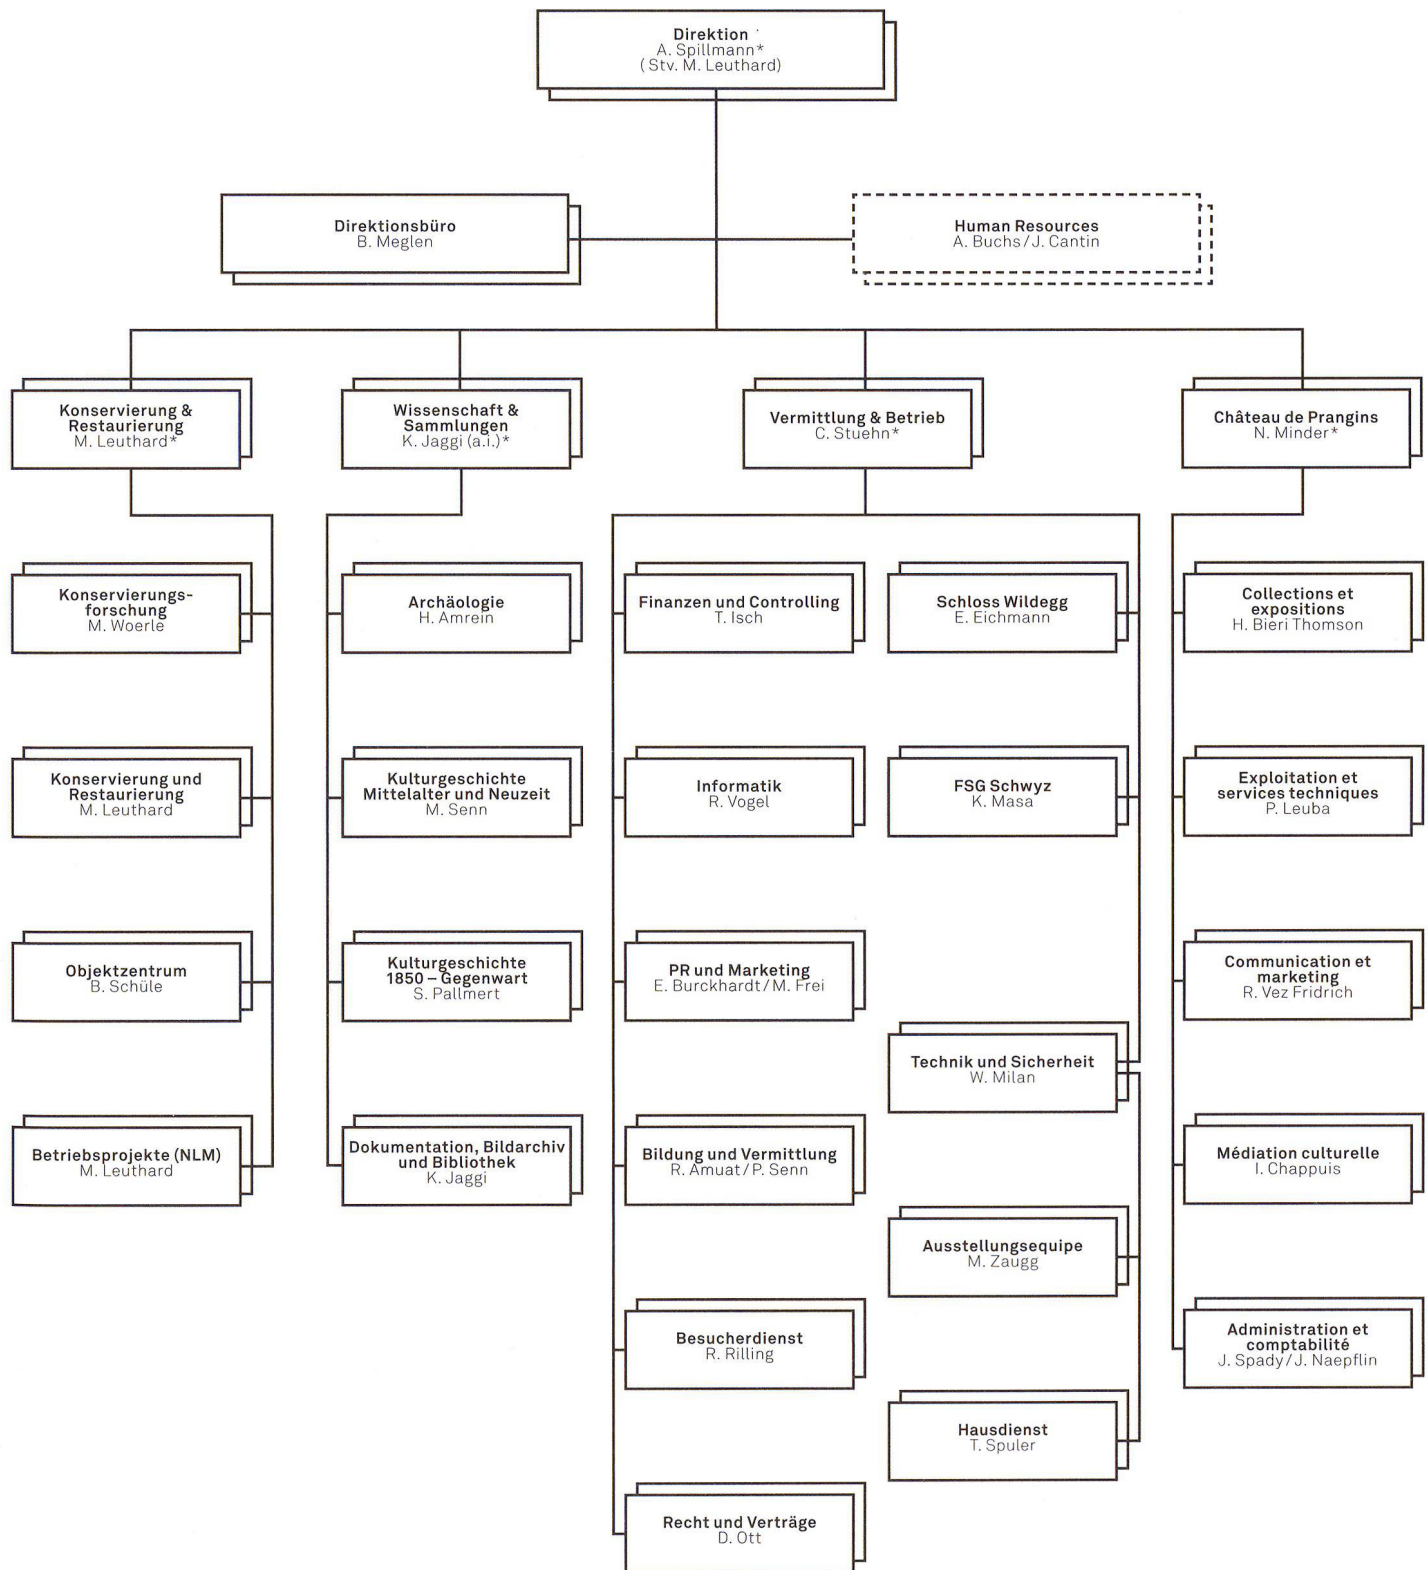 Direktion
A. Spillmann*
(Stv. M. Leuthard)
Direktionsbüro
B. Meglen
Human Resources
A. Buchs/J. Cantin
Konservierung &
Restaurierung
M. Leuthard*
Wissenschaft &
Sammlungen
K. Jaggi (a.i.)*
Vermittlung & Betrieb
C. Stuehn*
Château de Prangins
N. Minder*
Konservierungs-
forschung
M. Woerle
Konservierung und
Restaurierung
M. Leuthard
Objektzentrum
B. Schüle
Betriebsprojekte (NLM)
M. Leuthard
Archäologie
H. Amrein
Kulturgeschichte
Mittelalter und Neuzeit
M. Senn
Kulturgeschichte
1850 – Gegenwart
S. Pallmert
Dokumentation, Bildarchiv
und Bibliothek
K. Jaggi
Finanzen und Controlling
T. Isch
Informatik
R. Vogel
PR und Marketing
E. Burckhardt/M. Frei
Bildung und Vermittlung
R. Amuat/P. Senn
Besucherdienst
R. Rilling
Recht und Verträge
D. Ott
Schloss Wildegg
E. Eichmann
FSG Schwyz
K. Masa
Technik und Sicherheit
W. Milan
Ausstellungsequipe
M. Zaugg
Hausdienst
T. Spuler
Collections et
expositions
H. Bieri Thomson
Exploitation et
services techniques
P. Leuba
Communication et
marketing
R. Vez Fridrich
Médiation culturelle
I. Chappuis
Administration et
comptabilité
J. Spady/J. Naepflin